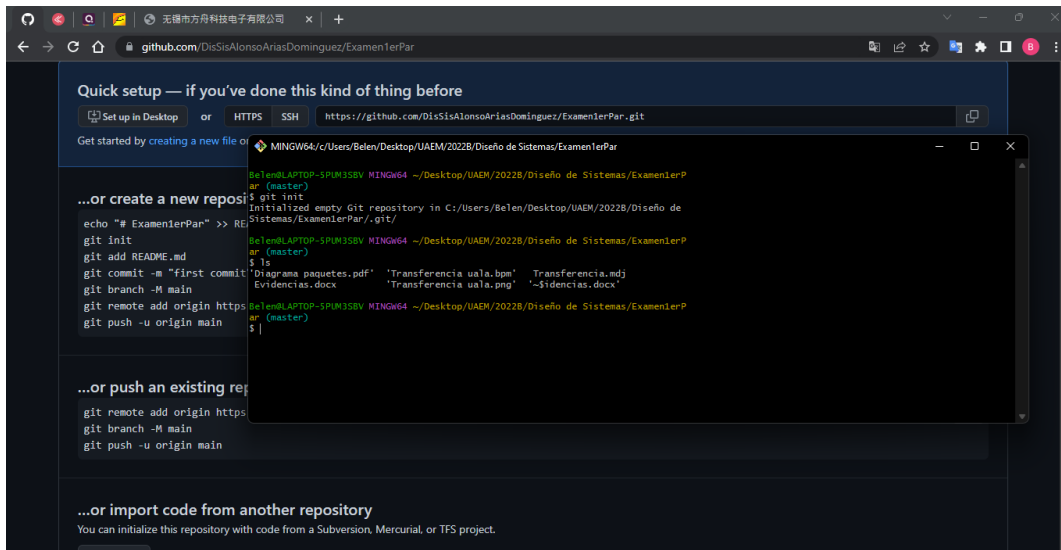 无锡市方舟科技电子有限公司
github.com/DisSisAlonsoAriasDominguez/Examen1erPar
B
Quick setup — if you've done this kind of thing before
Set up in Desktop or HTTPS SSH https://github.com/DisSisAlonsoAriasDominguez/Examen1erPar.git
Get started by creating a new file or
MINGW64:/c/Users/Belen/Desktop/UAEM/2022B/Diseño de Sistemas/Examen1erPar
Belen@LAPTOP-5PUM3SBV MINGW64 ~/Desktop/UAEM/2022B/Diseño de Sistemas/Examen1erP
ar (master)
$ git init
Initialized empty Git repository in C:/Users/Belen/Desktop/UAEM/2022B/Diseño de
Sistemas/Examen1erPar/.git/
Belen@LAPTOP-5PUM3SBV MINGW64 ~/Desktop/UAEM/2022B/Diseño de Sistemas/Examen1erP
ar (master)
$ ls
'Diagrama paquetes.pdf' 'Transferencia uala.bpm' Transferencia.mdj
Evidencias.docx 'Transferencia uala.png' '~$idencias.docx'
Belen@LAPTOP-5PUM3SBV MINGW64 ~/Desktop/UAEM/2022B/Diseño de Sistemas/Examen1erP
ar (master)
$
...or create a new reposi
echo "# Examen1erPar" >> RE
git init
git add README.md
git commit -m "first commit
git branch -M main
git remote add origin https
git push -u origin main
...or push an existing rep
git remote add origin https
git branch -M main
git push -u origin main
...or import code from another repository
You can initialize this repository with code from a Subversion, Mercurial, or TFS project.